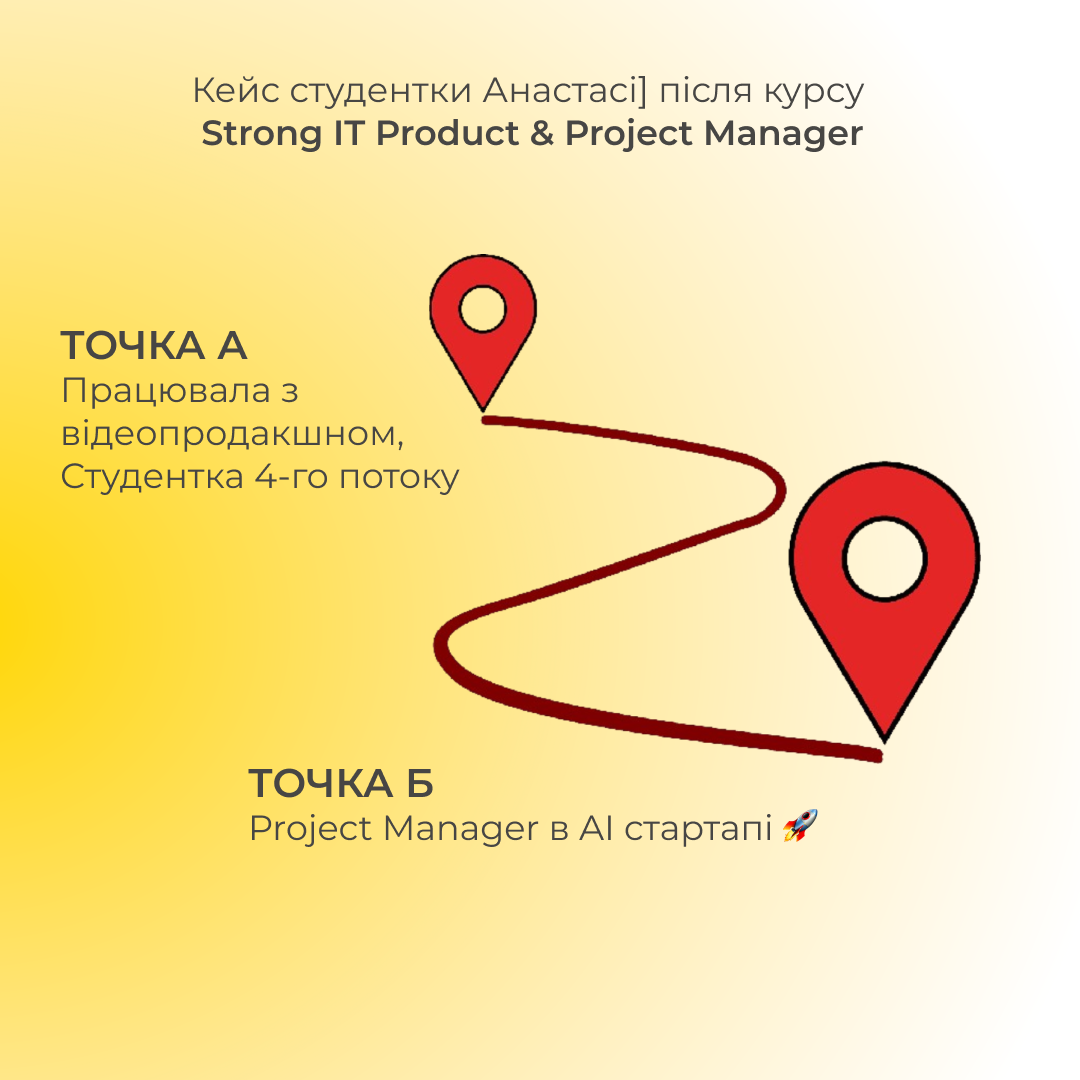 Кейс студентки Анастасі] після курсу
Strong IT Product & Project Manager
ТОЧКА А
Працювала з
відеопродакшном,
Студентка 4-го потоку
ТОЧКА Б
Project Manager в AI стартапі 🚀